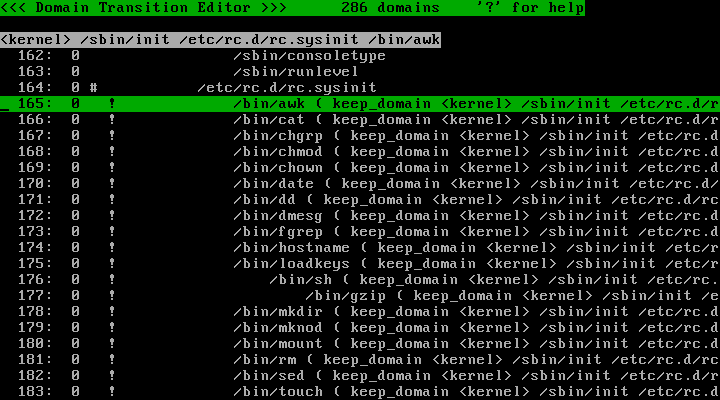 <<< Domain Transition Editor >>>      286 domains    '?' for help
<kernel> /sbin/init /etc/rc.d/rc.sysinit /bin/awk
162:  0                 /sbin/consoletype
163:  0                 /sbin/runlevel
164:  0 #           /etc/rc.d/rc.sysinit
165:  0   !             /bin/awk ( keep_domain <kernel> /sbin/init /etc/rc.d/r
166:  0   !             /bin/cat ( keep_domain <kernel> /sbin/init /etc/rc.d/r
167:  0   !             /bin/chgrp ( keep_domain <kernel> /sbin/init /etc/rc.d
168:  0   !             /bin/chmod ( keep_domain <kernel> /sbin/init /etc/rc.d
169:  0   !             /bin/chown ( keep_domain <kernel> /sbin/init /etc/rc.d
170:  0   !             /bin/date ( keep_domain <kernel> /sbin/init /etc/rc.d/
171:  0   !             /bin/dd ( keep_domain <kernel> /sbin/init /etc/rc.d/rc
172:  0   !             /bin/dmesg ( keep_domain <kernel> /sbin/init /etc/rc.d
173:  0   !             /bin/fgrep ( keep_domain <kernel> /sbin/init /etc/rc.d
174:  0   !             /bin/hostname ( keep_domain <kernel> /sbin/init /etc/r
175:  0   !             /bin/loadkeys ( keep_domain <kernel> /sbin/init /etc/r
176:  0   !                 /bin/sh ( keep_domain <kernel> /sbin/init /etc/rc.
177:  0   !                     /bin/gzip ( keep_domain <kernel> /sbin/init /e
178:  0   !             /bin/mkdir ( keep_domain <kernel> /sbin/init /etc/rc.d
179:  0   !             /bin/mknod ( keep_domain <kernel> /sbin/init /etc/rc.d
180:  0   !             /bin/mount ( keep_domain <kernel> /sbin/init /etc/rc.d
181:  0   !             /bin/rm ( keep_domain <kernel> /sbin/init /etc/rc.d/rc
182:  0   !             /bin/sed ( keep_domain <kernel> /sbin/init /etc/rc.d/r
183:  0   !             /bin/touch ( keep_domain <kernel> /sbin/init /etc/rc.d